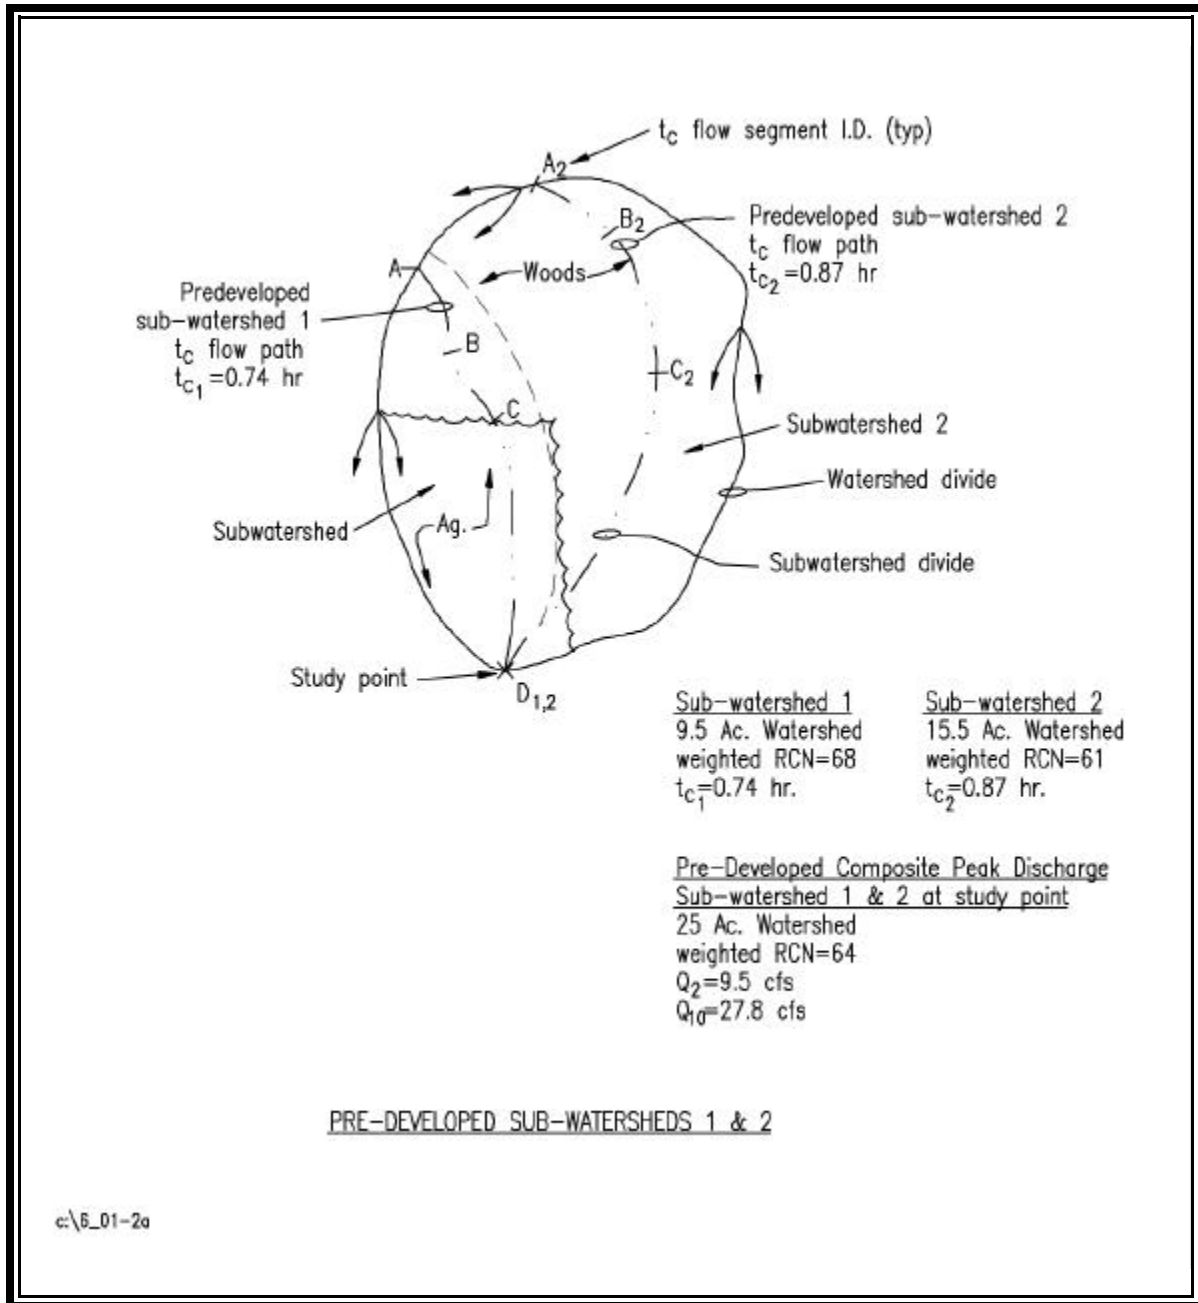 t_c flow segment I.D. (typ)
A₂
B₂
Predeveloped sub-watershed 2
t_c flow path
t_c₂=0.87 hr
Woods
A
Predeveloped
sub-watershed 1
t_c flow path
t_c₁=0.74 hr
B
C₂
C
Subwatershed 2
Watershed divide
Subwatershed
Ag.
Subwatershed divide
Study point
D₁,₂
Sub-watershed 1
9.5 Ac. Watershed
weighted RCN=68
t_c₁=0.74 hr.
Sub-watershed 2
15.5 Ac. Watershed
weighted RCN=61
t_c₂=0.87 hr.
Pre-Developed Composite Peak Discharge
Sub-watershed 1 & 2 at study point
25 Ac. Watershed
weighted RCN=64
Q₂=9.5 cfs
Q₁₀=27.8 cfs
PRE-DEVELOPED SUB-WATERSHEDS 1 & 2
c:\6_01-2a